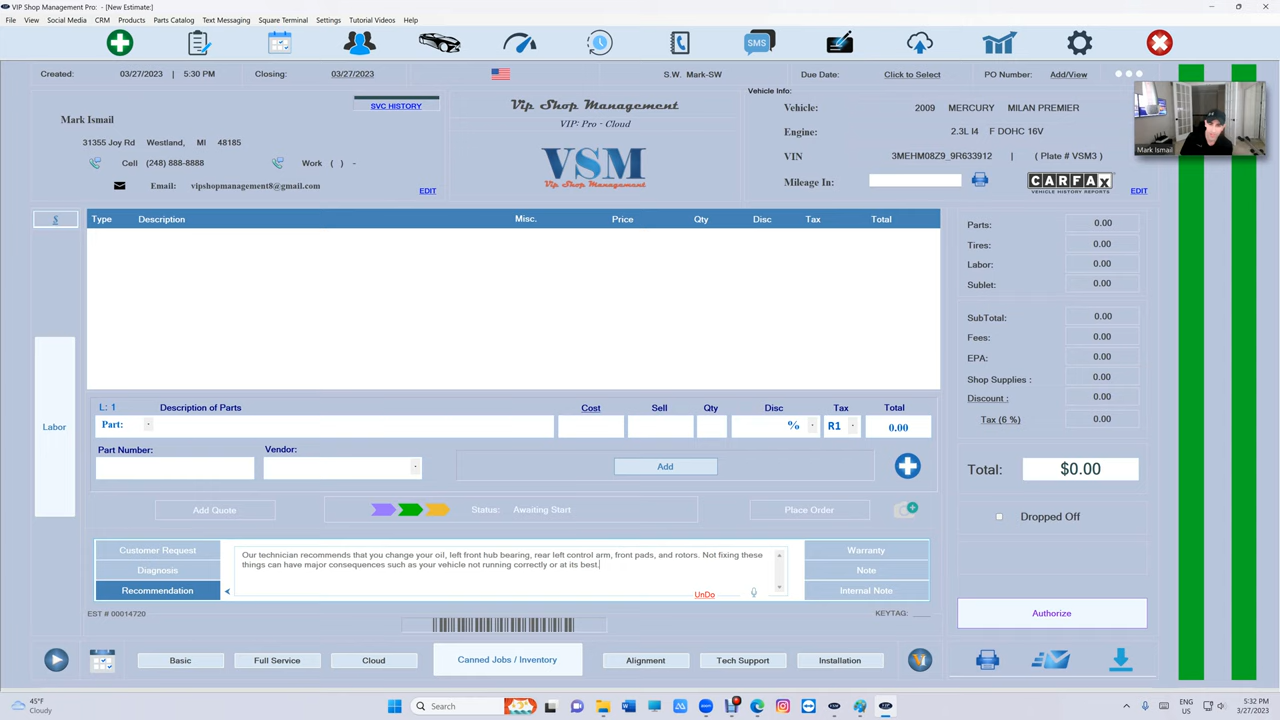 VIP Shop Management Pro: - [New Estimate:]
File View Social Media CRM Products Parts Catalog Text Messaging Square Terminal Settings Tutorial Videos Help
SMS
Created: 03/27/2023 | 5:30 PM Closing: 03/27/2023 S.W. Mark-SW Due Date: Click to Select PO Number: Add/View
SVC HISTORY
Mark Ismail
31355 Joy Rd Westland, MI 48185
Cell (248) 888-8888 Work ( ) -
Email: vipshopmanagement8@gmail.com
EDIT
Vip Shop Management
VIP: Pro - Cloud
VSM
Vip Shop Management
Vehicle Info:
Vehicle: 2009 MERCURY MILAN PREMIER
Engine: 2.3L I4 F DOHC 16V
VIN 3MEHM08Z9_9R633912 | ( Plate # VSM3 )
Mileage In:
CARFAX
VEHICLE HISTORY REPORTS
EDIT
Mark Ismail
$
Type Description Misc. Price Qty Disc Tax Total
Labor
L: 1 Description of Parts Cost Sell Qty Disc Tax Total
Part: % R1 0.00
Part Number: Vendor:
Add
Add Quote Status: Awaiting Start Place Order
Customer Request
Diagnosis
Recommendation
Our technician recommends that you change your oil, left front hub bearing, rear left control arm, front pads, and rotors. Not fixing these
things can have major consequences such as your vehicle not running correctly or at its best.
UnDo
Warranty
Note
Internal Note
EST # 00014720 KEYTAG: ____
Parts: 0.00
Tires: 0.00
Labor: 0.00
Sublet: 0.00
SubTotal: 0.00
Fees: 0.00
EPA: 0.00
Shop Supplies : 0.00
Discount : 0.00
Tax (6 %) 0.00
Total: $0.00
Dropped Off
Authorize
Basic Full Service Cloud Canned Jobs / Inventory Alignment Tech Support Installation
45°F
Cloudy
Search
ENG
US
5:32 PM
3/27/2023